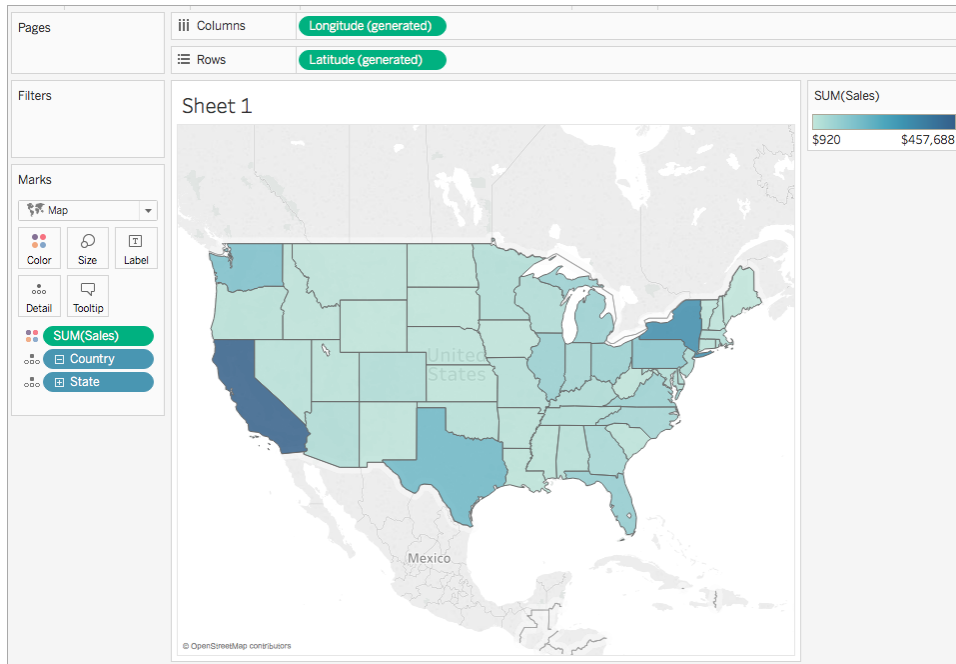 Pages
Columns
Longitude (generated)
Rows
Latitude (generated)
Filters
Marks
Map
Color
Size
Label
Detail
Tooltip
SUM(Sales)
Country
State
Sheet 1
United
States
Mexico
© OpenStreetMap contributors
SUM(Sales)
$920
$457,688